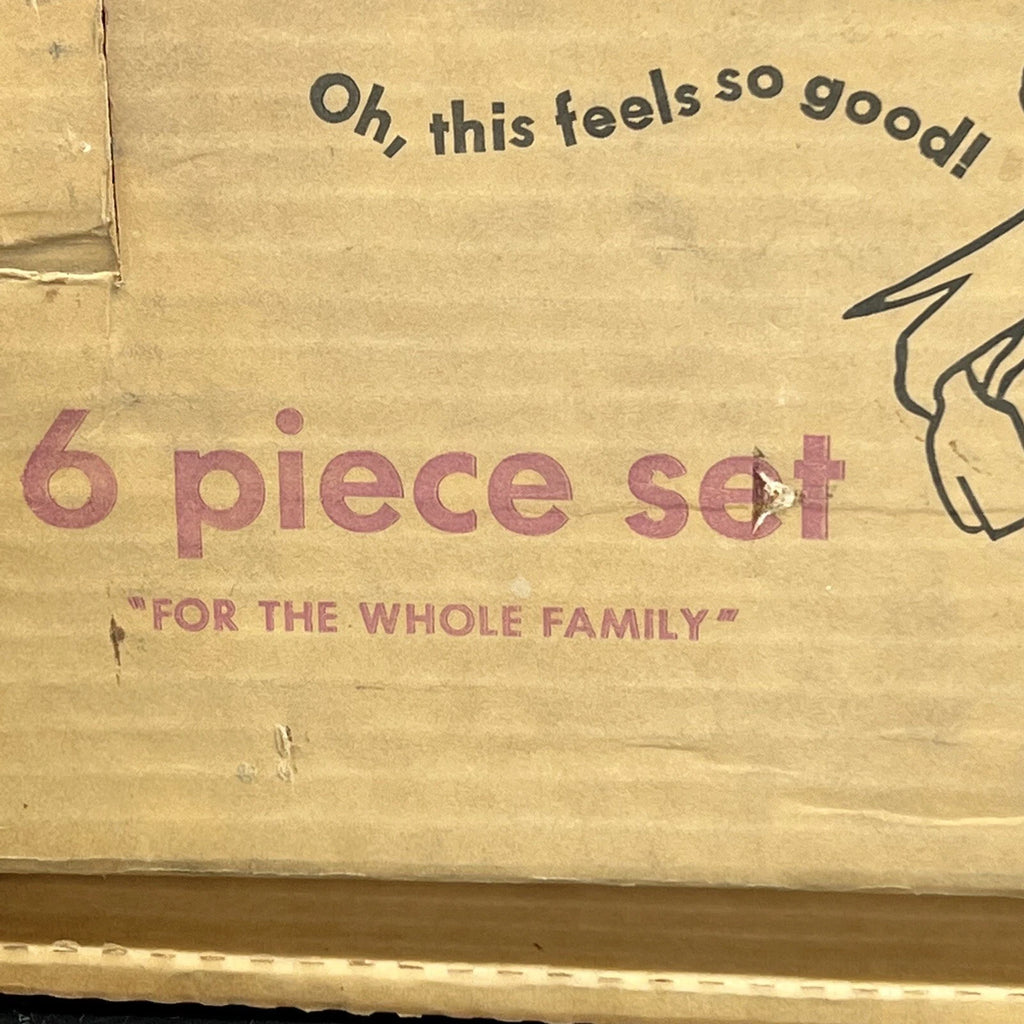 Oh, this feels so good!
6 piece set
"FOR THE WHOLE FAMILY"